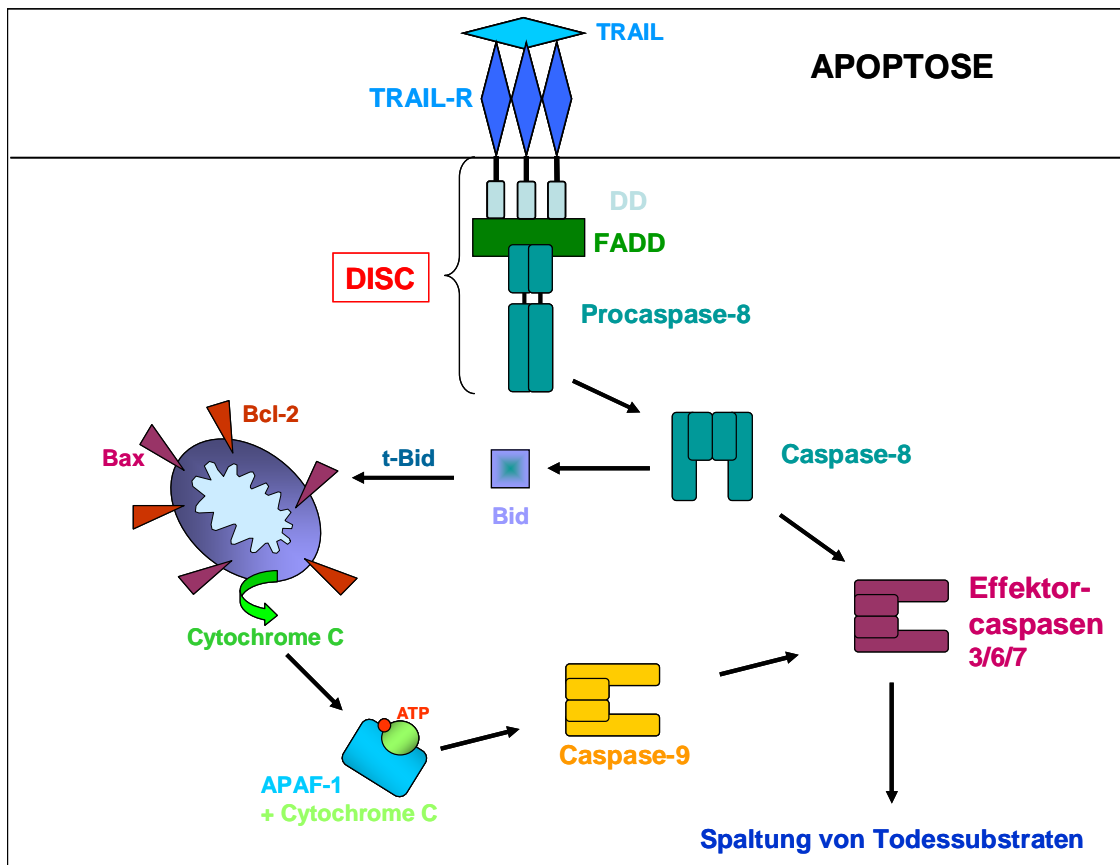 TRAIL
APOPTOSE
TRAIL-R
DD
FADD
DISC
Procaspase-8
Bcl-2
Bax
t-Bid
Caspase-8
Bid
Effektor-
caspasen
3/6/7
Cytochrome C
ATP
Caspase-9
APAF-1
+ Cytochrome C
Spaltung von Todessubstraten